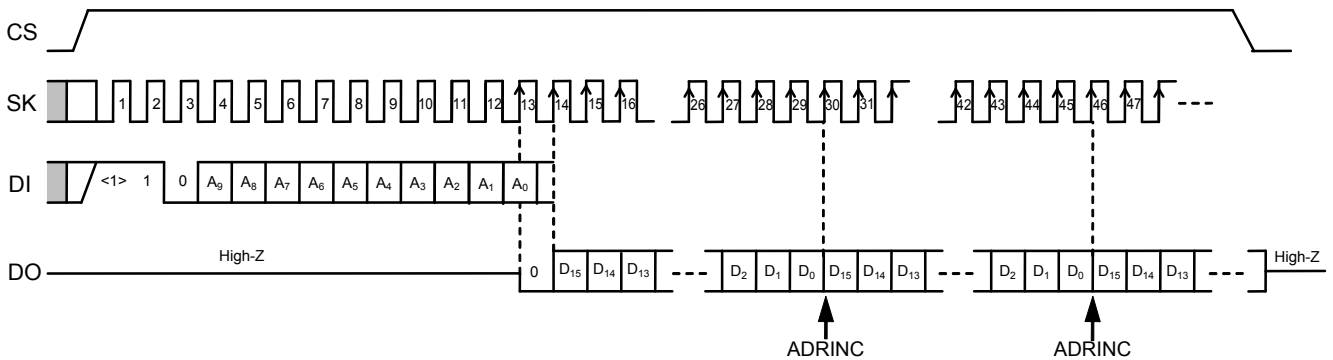 CS
SK 1 2 3 4 5 6 7 8 9 10 11 12 13 14 15 16 26 27 28 29 30 31 42 43 44 45 46 47
DI <1> 1 0 A₉ A₈ A₇ A₆ A₅ A₄ A₃ A₂ A₁ A₀
DO High-Z 0 D₁₅ D₁₄ D₁₃ D₂ D₁ D₀ D₁₅ D₁₄ D₁₃ D₂ D₁ D₀ D₁₅ D₁₄ D₁₃ High-Z
ADRINC ADRINC